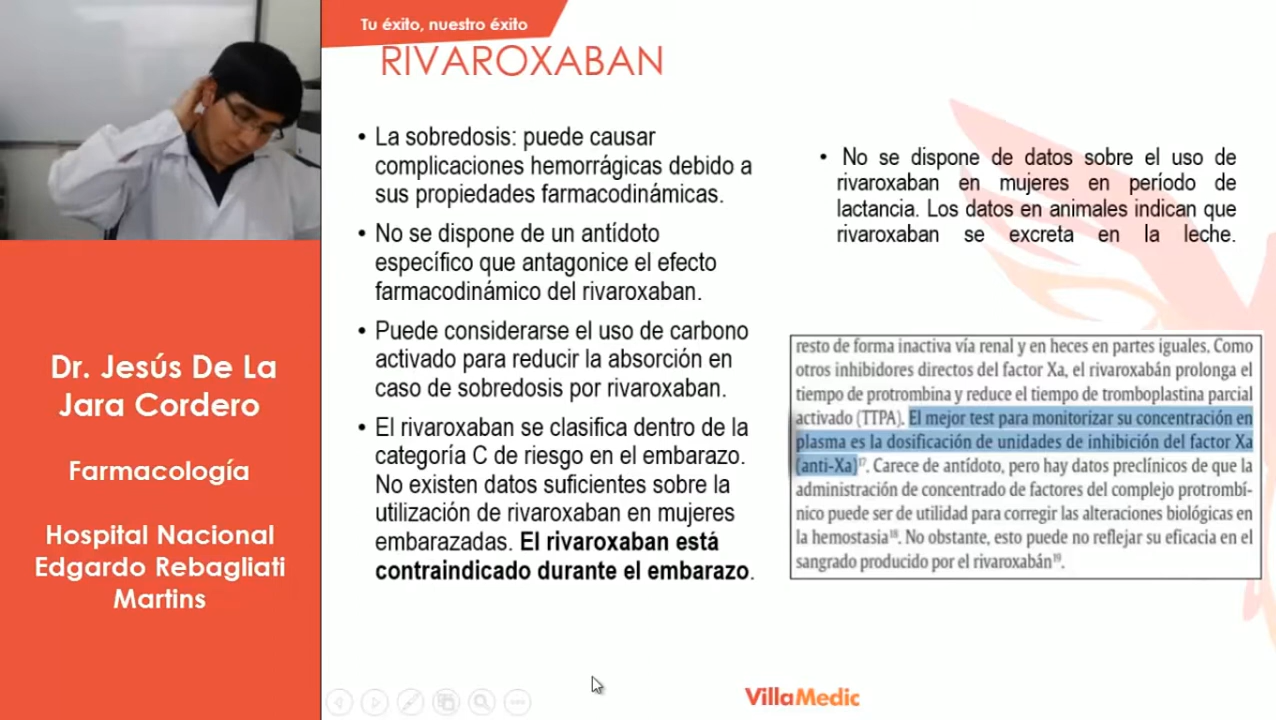 Tu éxito, nuestro éxito
RIVAROXABAN
• La sobredosis: puede causar
complicaciones hemorrágicas debido a
sus propiedades farmacodinámicas.
• No se dispone de un antídoto
específico que antagonice el efecto
farmacodinámico del rivaroxaban.
• Puede considerarse el uso de carbono
activado para reducir la absorción en
caso de sobredosis por rivaroxaban.
• El rivaroxaban se clasifica dentro de la
categoría C de riesgo en el embarazo.
No existen datos suficientes sobre la
utilización de rivaroxaban en mujeres
embarazadas. El rivaroxaban está
contraindicado durante el embarazo.
• No se dispone de datos sobre el uso de
rivaroxaban en mujeres en período de
lactancia. Los datos en animales indican que
rivaroxaban se excreta en la leche.
resto de forma inactiva vía renal y en heces en partes iguales. Como
otros inhibidores directos del factor Xa, el rivaroxabán prolonga el
tiempo de protrombina y reduce el tiempo de tromboplastina parcial
activado (TTPA). El mejor test para monitorizar su concentración en
plasma es la dosificación de unidades de inhibición del factor Xa
(anti-Xa)17. Carece de antídoto, pero hay datos preclínicos de que la
administración de concentrado de factores del complejo protrombí-
nico puede ser de utilidad para corregir las alteraciones biológicas en
la hemostasia18. No obstante, esto puede no reflejar su eficacia en el
sangrado producido por el rivaroxabán19.
Dr. Jesús De La
Jara Cordero
Farmacología
Hospital Nacional
Edgardo Rebagliati
Martins
VillaMedic